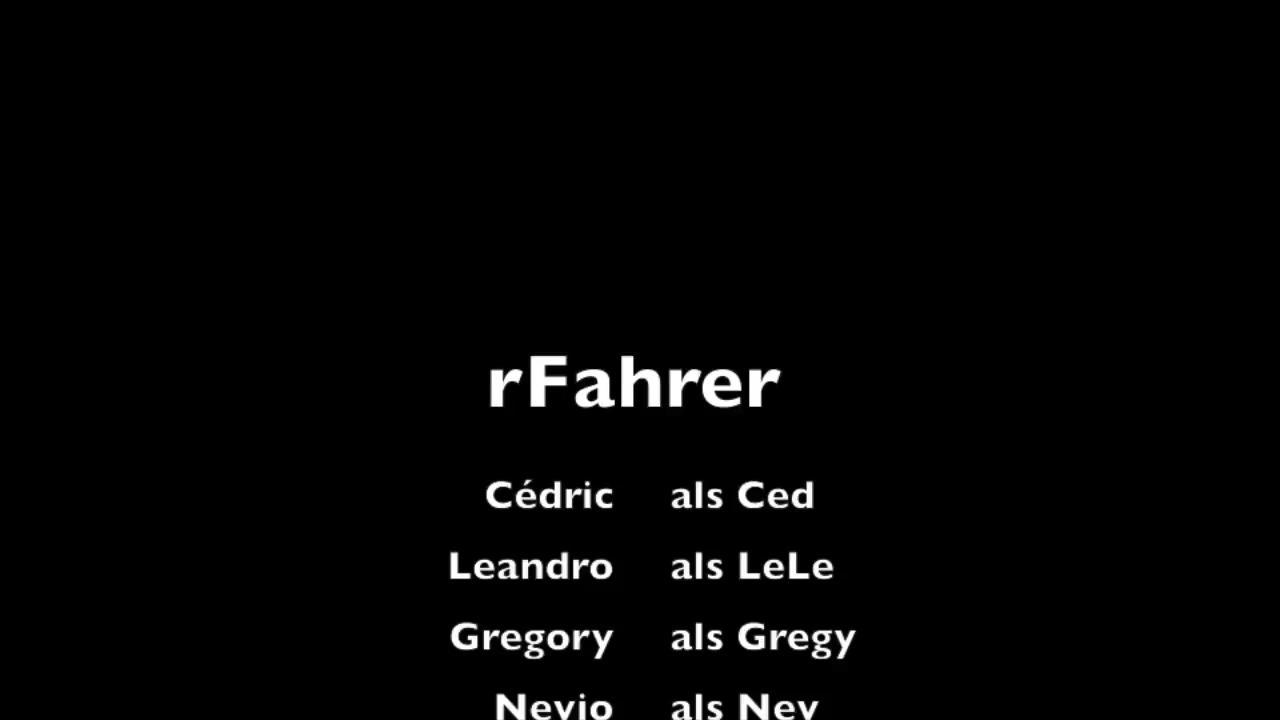 rFahrer
Cédric als Ced
Leandro als LeLe
Gregory als Gregy
Nevio als Nev